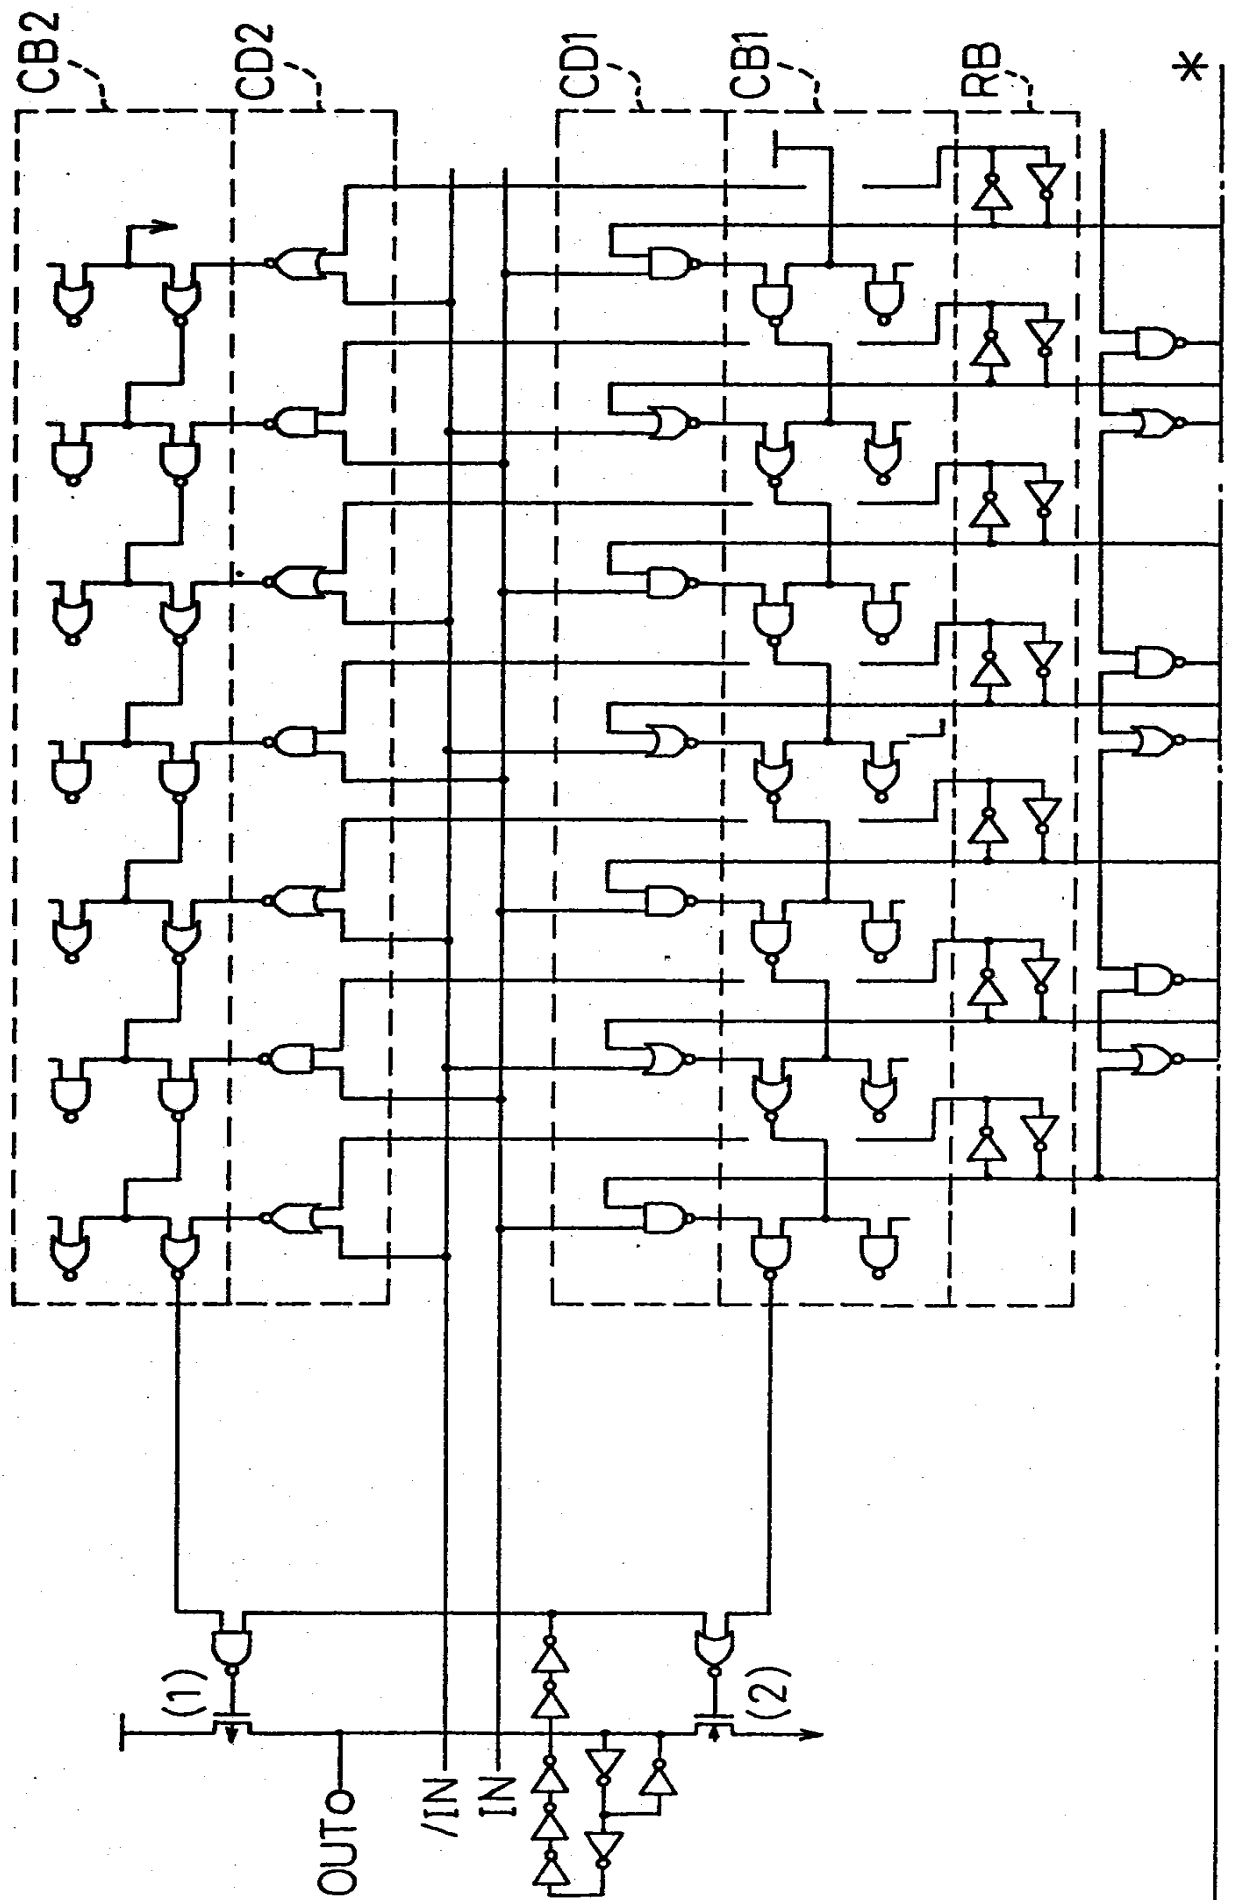 CB2
CD2
CD1
CB1
RB
*
(1)
(2)
OUT
/IN
IN